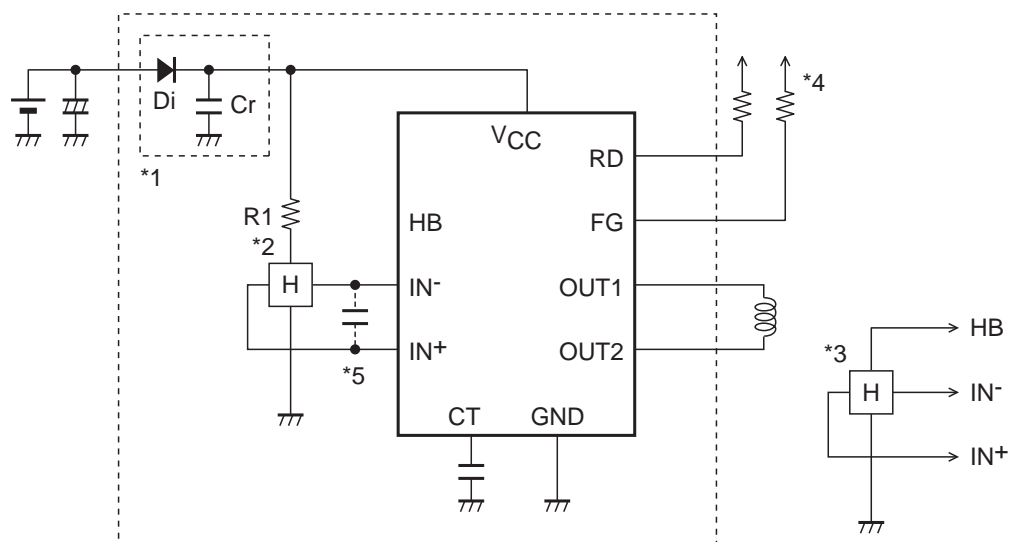 *4
Di
Cr
VCC
RD
*1
R1
HB
FG
*2
H
IN-
OUT1
HB
*3
IN+
OUT2
*5
H
IN-
CT
GND
IN+